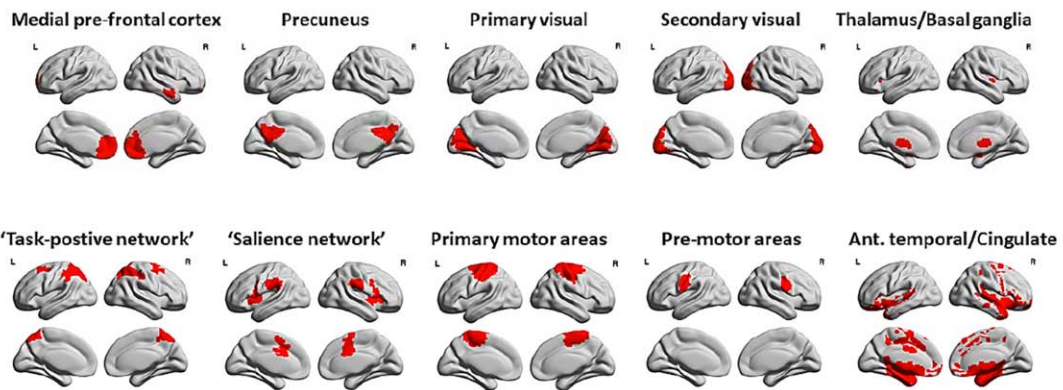 Medial pre-frontal cortex
Precuneus
Primary visual
Secondary visual
Thalamus/Basal ganglia
L R
L R
L R
L R
L R
'Task-postive network'
'Salience network'
Primary motor areas
Pre-motor areas
Ant. temporal/Cingulate
L R
L R
L R
L R
L R